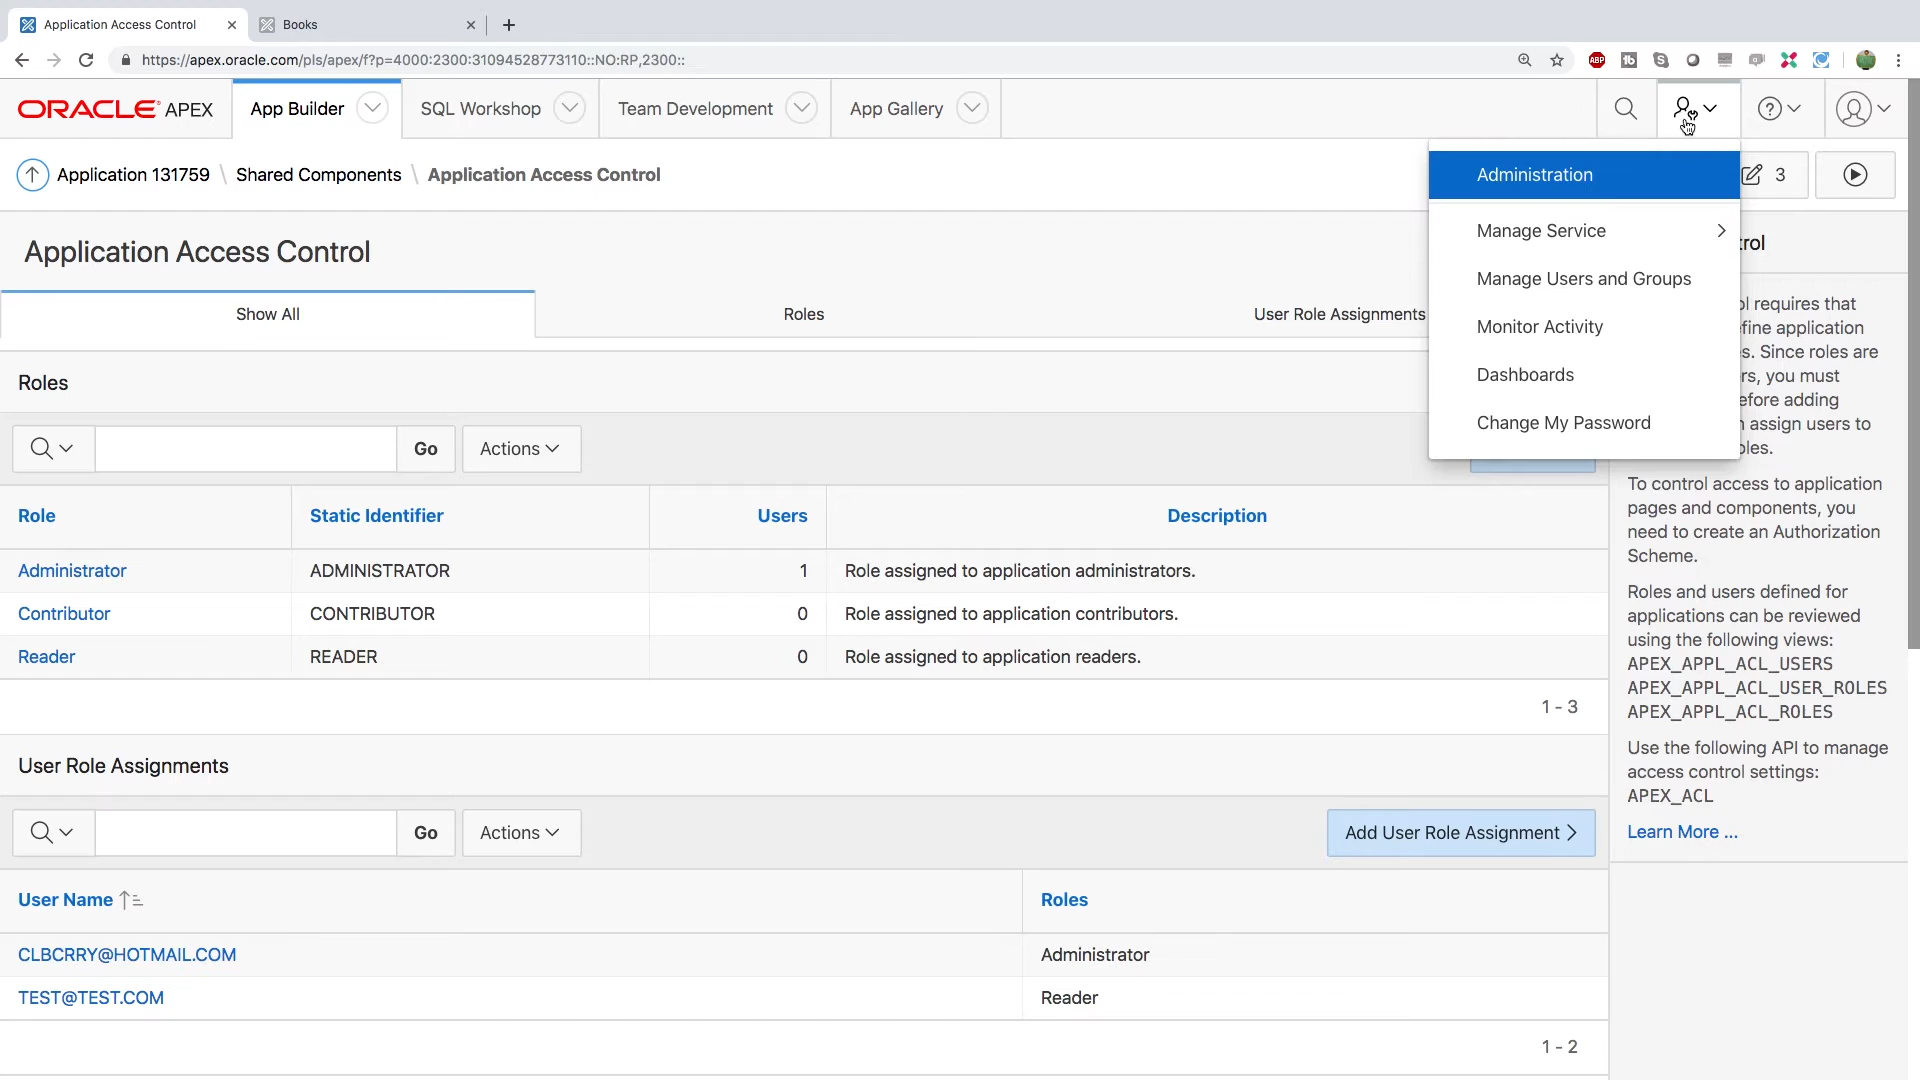 Application Access Control
Books
https://apex.oracle.com/pls/apex/f?p=4000:2300:31094528773110::NO:RP,2300::
ABP
ORACLE APEX
App Builder
SQL Workshop
Team Development
App Gallery
Application 131759 \ Shared Components \ Application Access Control
3
Administration
Manage Service
Manage Users and Groups
Monitor Activity
Dashboards
Change My Password
Application Access Control
Show All
Roles
User Role Assignments
Roles
Go
Actions
Role
Static Identifier
Users
Description
Administrator
ADMINISTRATOR
1
Role assigned to application administrators.
Contributor
CONTRIBUTOR
0
Role assigned to application contributors.
Reader
READER
0
Role assigned to application readers.
1 - 3
User Role Assignments
Go
Actions
Add User Role Assignment
User Name
Roles
CLBCRRY@HOTMAIL.COM
Administrator
TEST@TEST.COM
Reader
1 - 2
requires that
application
Since roles are
you must
adding
assign users to
To control access to application
pages and components, you
need to create an Authorization
Scheme.
Roles and users defined for
applications can be reviewed
using the following views:
APEX_APPL_ACL_USERS
APEX_APPL_ACL_USER_ROLES
APEX_APPL_ACL_ROLES
Use the following API to manage
access control settings:
APEX_ACL
Learn More ...